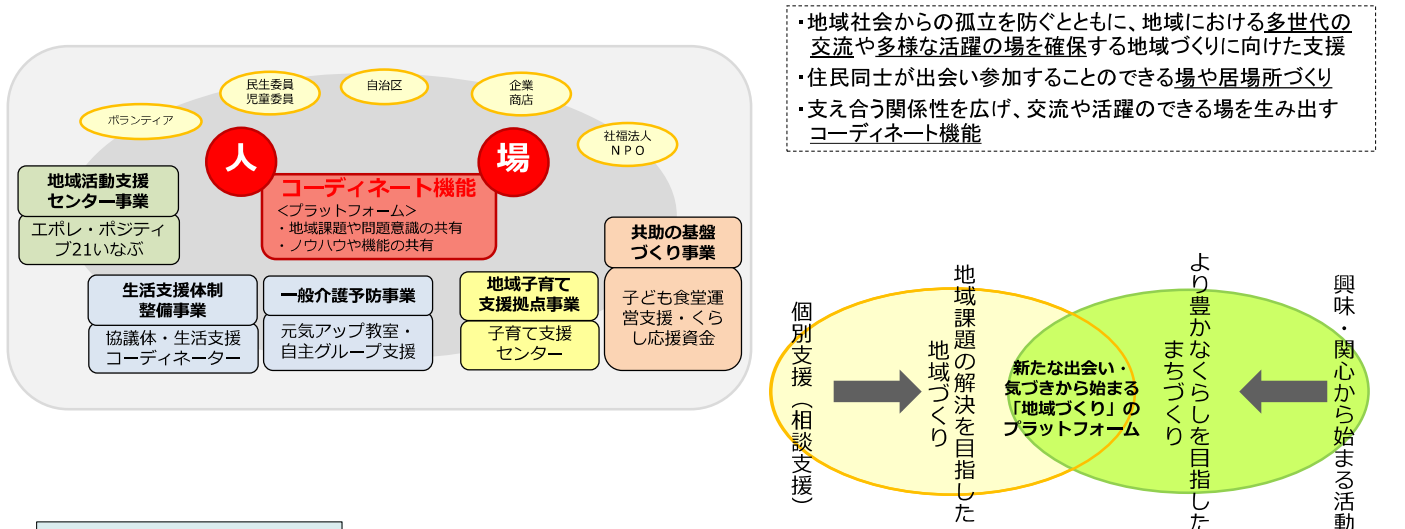 ・地域社会からの孤立を防ぐとともに、地域における多世代の
交流や多様な活躍の場を確保する地域づくりに向けた支援
・住民同士が出会い参加することのできる場や居場所づくり
・支え合う関係性を広げ、交流や活躍のできる場を生み出す
コーディネート機能
ボランティア
民生委員
児童委員
自治区
企業
商店
社福法人
ＮＰＯ
人
場
コーディネート機能
<プラットフォーム>
・地域課題や問題意識の共有
・ノウハウや機能の共有
地域活動支援
センター事業
エポレ・ポジティ
ブ21いなぶ
生活支援体制
整備事業
協議体・生活支援
コーディネーター
一般介護予防事業
元気アップ教室・
自主グループ支援
地域子育て
支援拠点事業
子育て支援
センター
共助の基盤
づくり事業
子ども食堂運
営支援・くら
し応援資金
個別支援（相談支援）
地域課題の解決を目指した
地域づくり
新たな出会い・
気づきから始まる
「地域づくり」の
プラットフォーム
より豊かなくらしを目指した
まちづくり
興味・関心から始まる活動